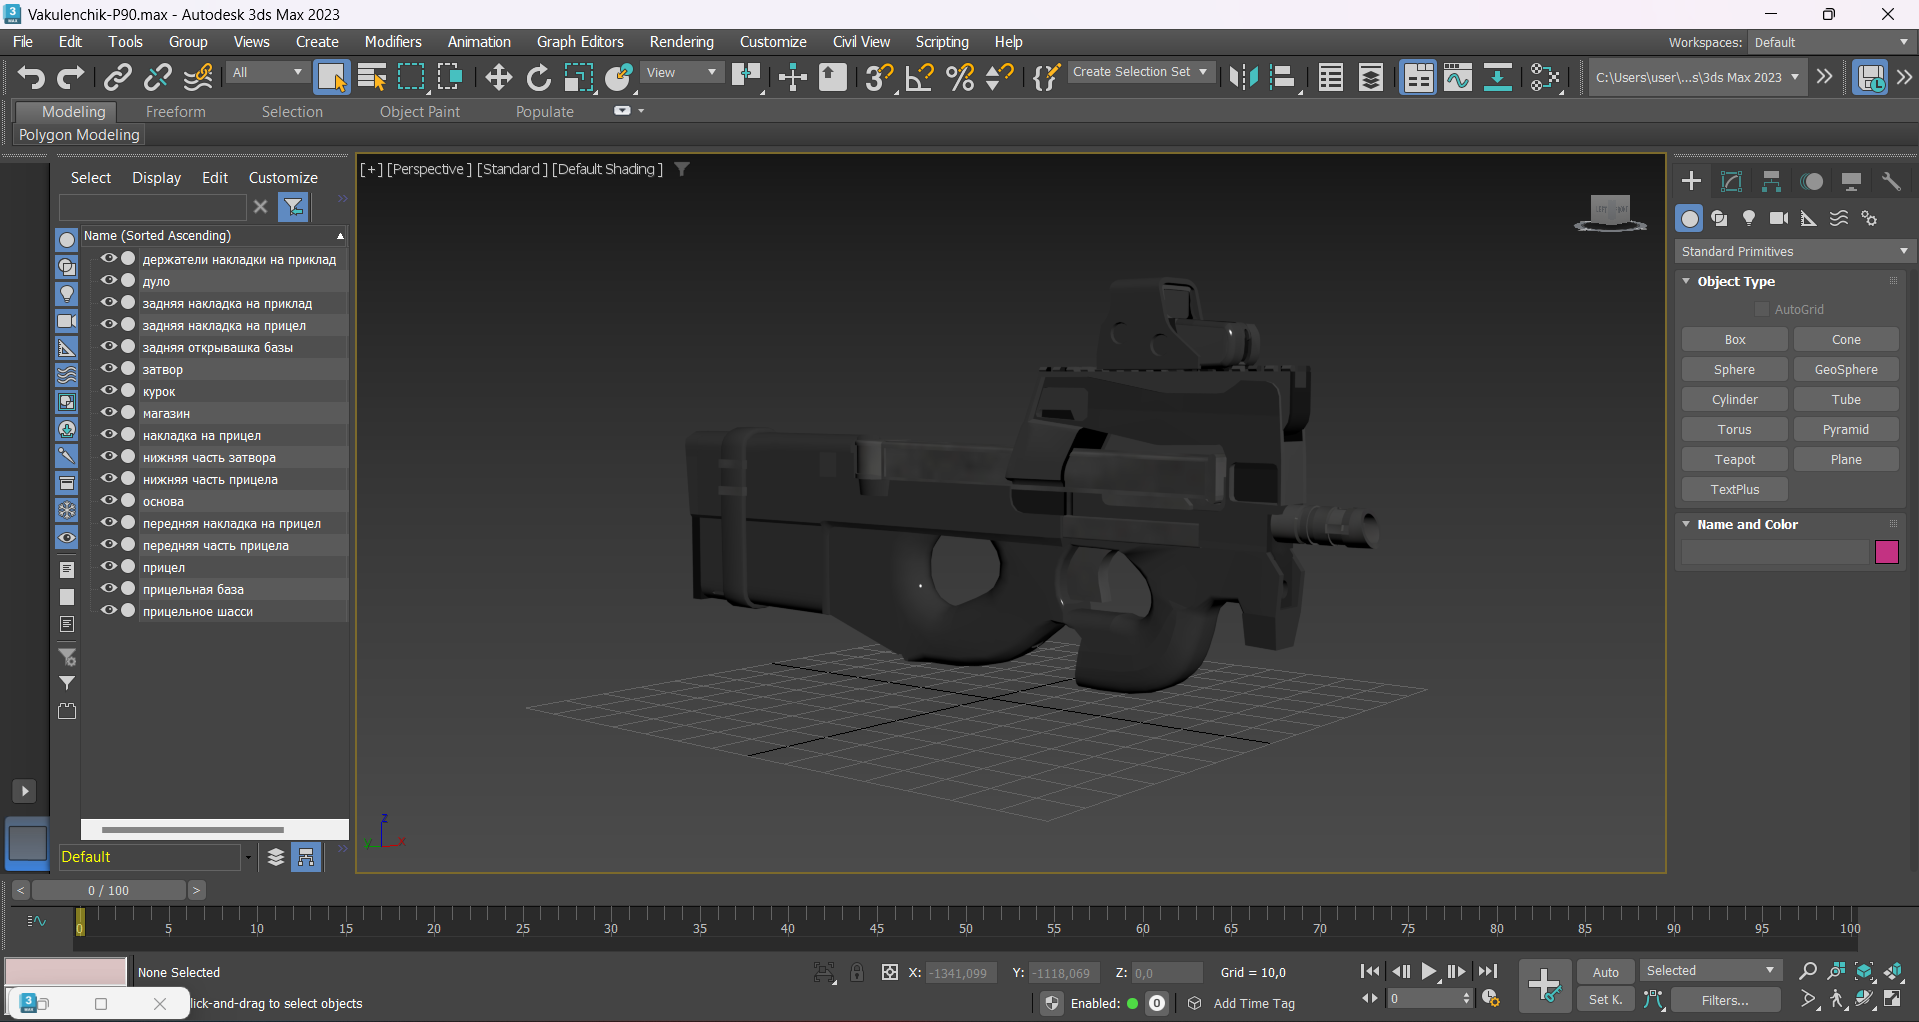 Vakulenchik-P90.max - Autodesk 3ds Max 2023
File Edit Tools Group Views Create Modifiers Animation Graph Editors Rendering Customize Civil View Scripting Help
Workspaces: Default
All
View
Create Selection Set
C:\Users\user\...s\3ds Max 2023
Modeling Freeform Selection Object Paint Populate
Polygon Modeling
Select Display Edit Customize
Name (Sorted Ascending)
держатели накладки на приклад
дуло
задняя накладка на приклад
задняя накладка на прицел
задняя открывашка базы
затвор
курок
магазин
накладка на прицел
нижняя часть затвора
нижняя часть прицела
основа
передняя накладка на прицел
передняя часть прицела
прицел
прицельная база
прицельное шасси
Default
[+] [Perspective ] [Standard ] [Default Shading ]
z
x
Standard Primitives
Object Type
AutoGrid
Box Cone
Sphere GeoSphere
Cylinder Tube
Torus Pyramid
Teapot Plane
TextPlus
Name and Color
< 0 / 100 >
0 5 10 15 20 25 30 35 40 45 50 55 60 65 70 75 80 85 90 95 100
None Selected
lick-and-drag to select objects
X: -1341,099 Y: -1118,069 Z: 0,0 Grid = 10,0
Enabled: 0 Add Time Tag
0
Auto Selected
Set K. Filters...